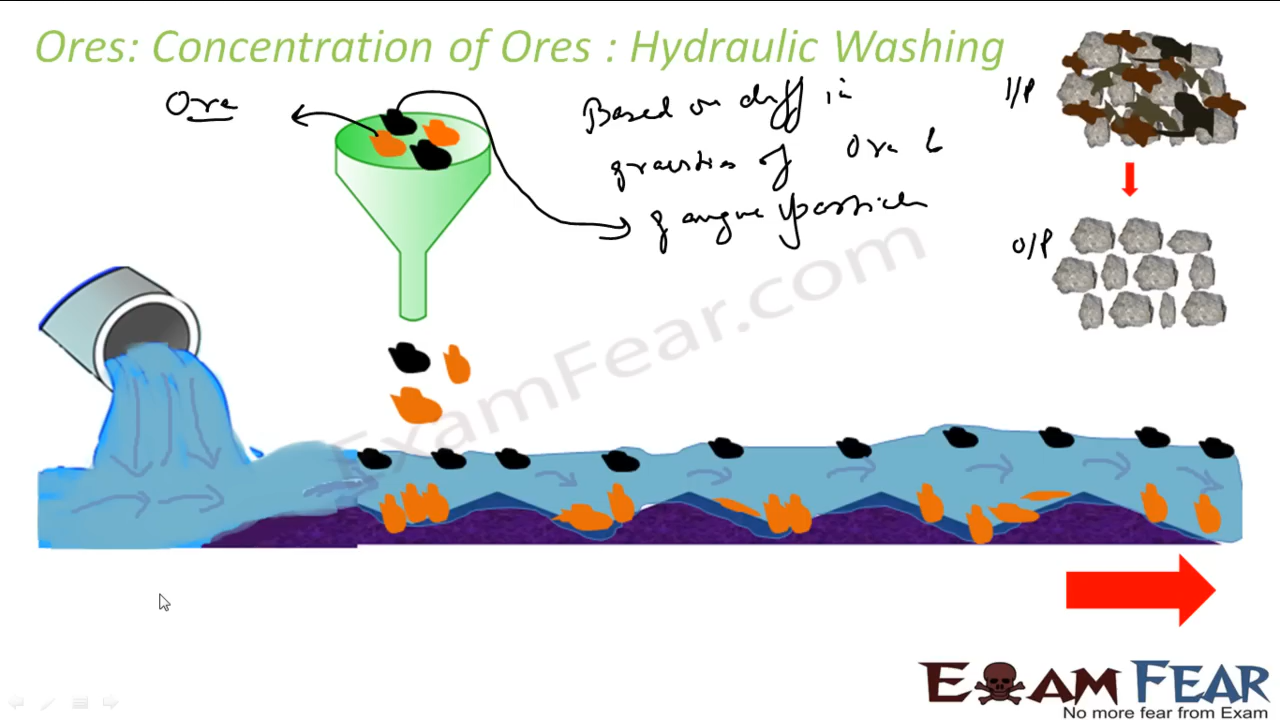 Ores: Concentration of Ores : Hydraulic Washing
Ore
Based on diff in
gravities of Ore &
gangue particles
I/P
O/P
ExamFear.com
EXAM FEAR
No more fear from Exam